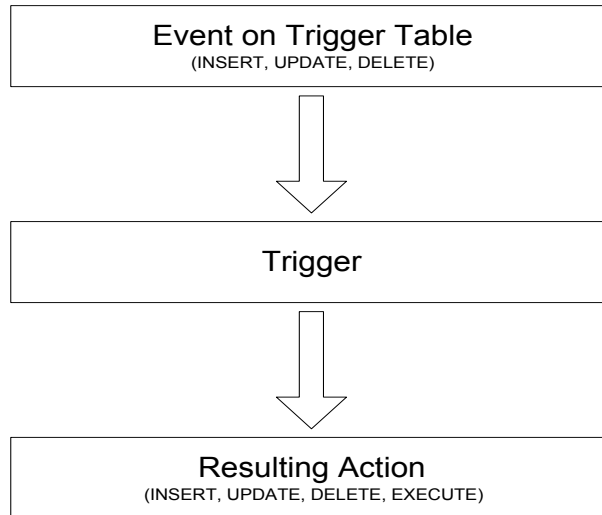 Event on Trigger Table
(INSERT, UPDATE, DELETE)
Trigger
Resulting Action
(INSERT, UPDATE, DELETE, EXECUTE)